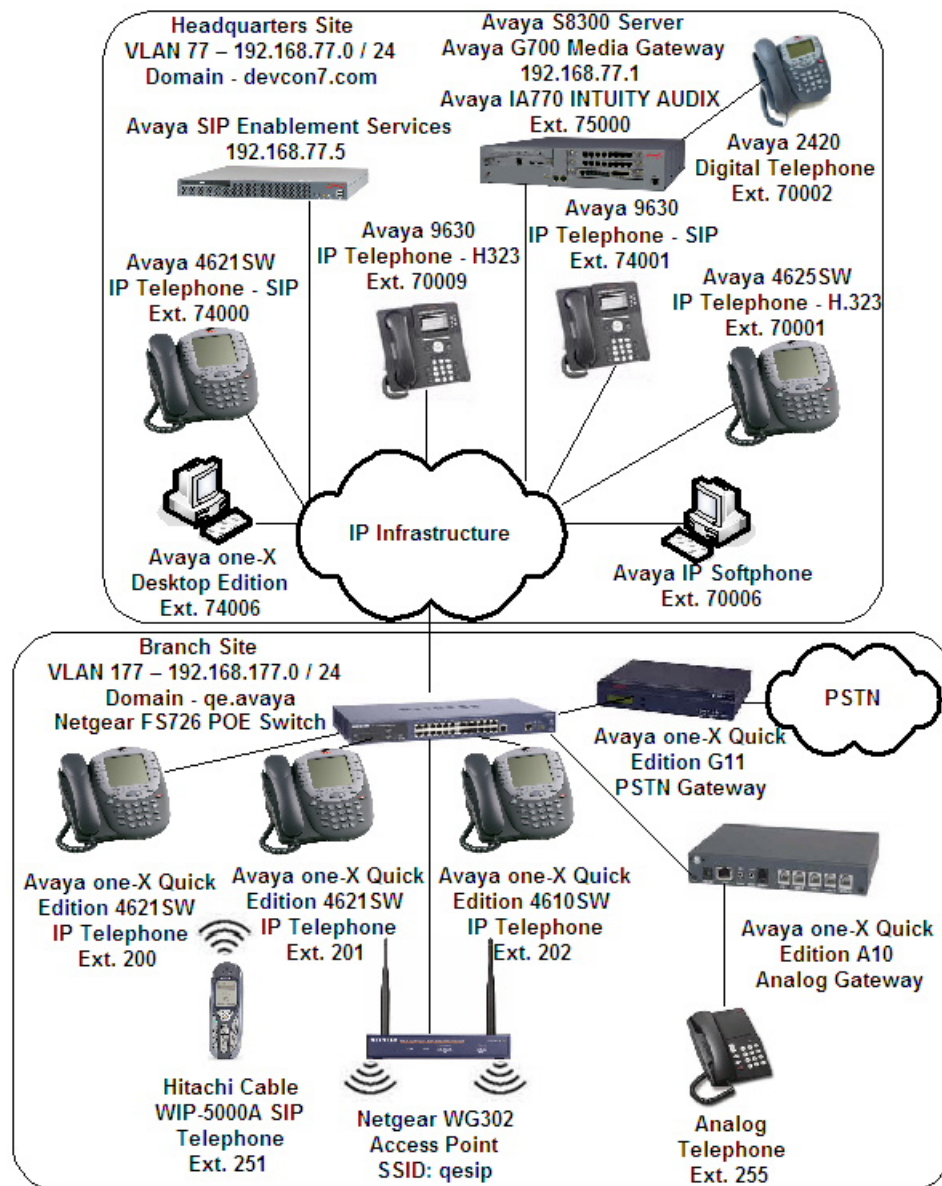 Headquarters Site
VLAN 77 – 192.168.77.0 / 24
Domain - devcon7.com
Avaya S8300 Server
Avaya G700 Media Gateway
192.168.77.1
Avaya IA770 INTUITY AUDIX
Ext. 75000
Avaya SIP Enablement Services
192.168.77.5
Avaya 2420
Digital Telephone
Ext. 70002
Avaya 4621SW
IP Telephone - SIP
Ext. 74000
Avaya 9630
IP Telephone - H323
Ext. 70009
Avaya 9630
IP Telephone - SIP
Ext. 74001
Avaya 4625SW
IP Telephone - H.323
Ext. 70001
IP Infrastructure
Avaya one-X
Desktop Edition
Ext. 74006
Avaya IP Softphone
Ext. 70006
Branch Site
VLAN 177 – 192.168.177.0 / 24
Domain - qe.avaya
Netgear FS726 POE Switch
NETGEAR
Avaya one-X Quick
Edition G11
PSTN Gateway
PSTN
Avaya one-X Quick
Edition 4621SW
IP Telephone
Ext. 200
Avaya one-X Quick
Edition 4621SW
IP Telephone
Ext. 201
Avaya one-X Quick
Edition 4610SW
IP Telephone
Ext. 202
Avaya one-X Quick
Edition A10
Analog Gateway
Hitachi Cable
WIP-5000A SIP
Telephone
Ext. 251
NETGEAR
Netgear WG302
Access Point
SSID: qesip
Analog
Telephone
Ext. 255